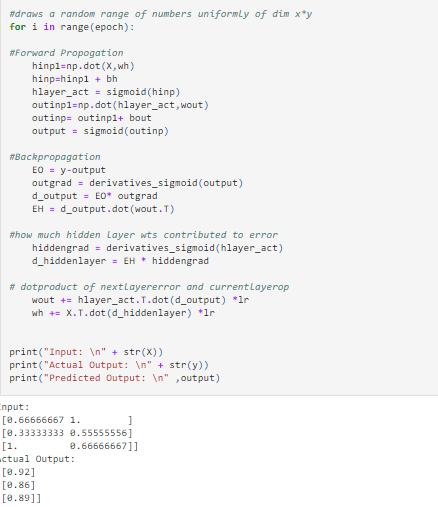 #draws a random range of numbers uniformly of dim x*y
for i in range(epoch):
#Forward Propogation
hinp1=np.dot(X,wh)
hinp=hinp1 + bh
hlayer_act = sigmoid(hinp)
outinp1=np.dot(hlayer_act,wout)
outinp= outinp1+ bout
output = sigmoid(outinp)
#Backpropagation
EO = y-output
outgrad = derivatives_sigmoid(output)
d_output = EO* outgrad
EH = d_output.dot(wout.T)
#how much hidden layer wts contributed to error
hiddengrad = derivatives_sigmoid(hlayer_act)
d_hiddenlayer = EH * hiddengrad
# dotproduct of nextlayererror and currentlayerop
wout += hlayer_act.T.dot(d_output) *lr
wh += X.T.dot(d_hiddenlayer) *lr
print("Input: \n" + str(X))
print("Actual Output: \n" + str(y))
print("Predicted Output: \n" ,output)
nput:
[0.66666667 1. ]
[0.33333333 0.55555556]
[1. 0.66666667]]
ctual Output:
[0.92]
[0.86]
[0.89]]